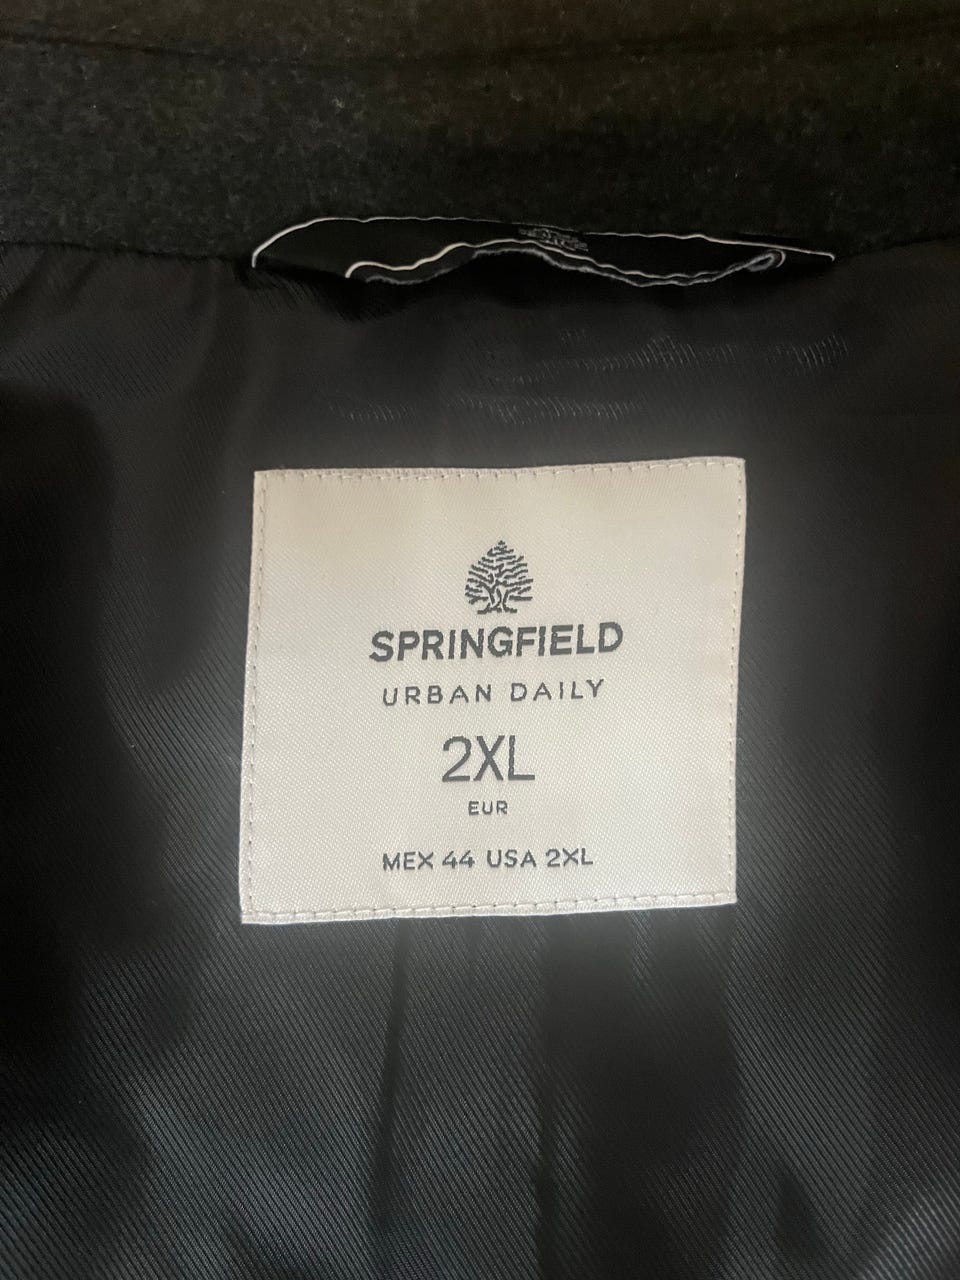 SPRINGFIELD
URBAN DAILY
2XL
EUR
MEX 44 USA 2XL